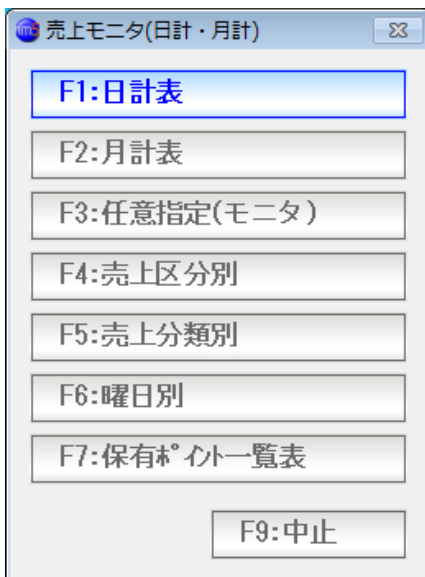 売上モニタ(日計・月計)
F1:日計表
F2:月計表
F3:任意指定(モニタ)
F4:売上区分別
F5:売上分類別
F6:曜日別
F7:保有ﾎﾟｲﾝﾄ一覧表
F9:中止